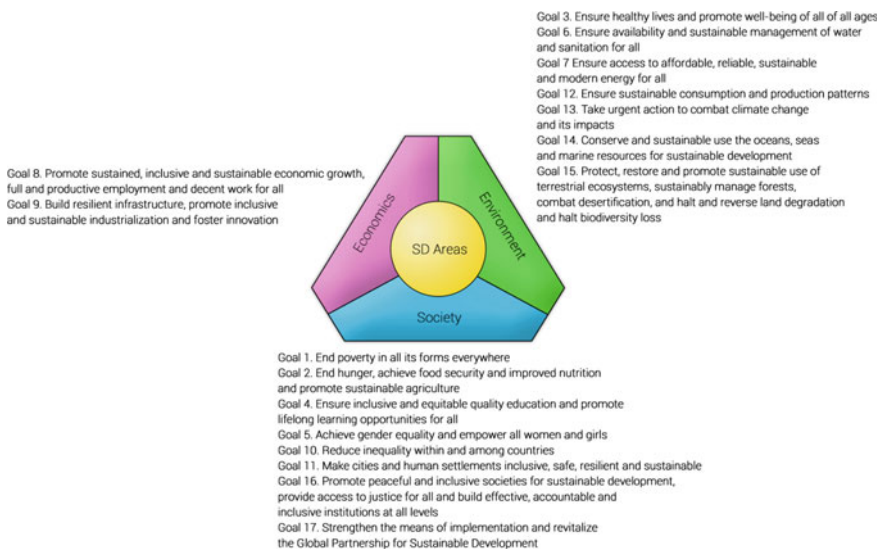 Goal 3. Ensure healthy lives and promote well-being of all of all ages
Goal 6. Ensure availability and sustainable management of water
and sanitation for all
Goal 7 Ensure access to affordable, reliable, sustainable
and modern energy for all
Goal 12. Ensure sustainable consumption and production patterns
Goal 13. Take urgent action to combat climate change
and its impacts
Goal 14. Conserve and sustainable use the oceans, seas
and marine resources for sustainable development
Goal 15. Protect, restore and promote sustainable use of
terrestrial ecosystems, sustainably manage forests,
combat desertification, and halt and reverse land degradation
and halt biodiversity loss
Goal 8. Promote sustained, inclusive and sustainable economic growth,
full and productive employment and decent work for all
Goal 9. Build resilient infrastructure, promote inclusive
and sustainable industrialization and foster innovation
Economics
Environment
SD Areas
Society
Goal 1. End poverty in all its forms everywhere
Goal 2. End hunger, achieve food security and improved nutrition
and promote sustainable agriculture
Goal 4. Ensure inclusive and equitable quality education and promote
lifelong learning opportunities for all
Goal 5. Achieve gender equality and empower all women and girls
Goal 10. Reduce inequality within and among countries
Goal 11. Make cities and human settlements inclusive, safe, resilient and sustainable
Goal 16. Promote peaceful and inclusive societies for sustainable development,
provide access to justice for all and build effective, accountable and
inclusive institutions at all levels
Goal 17. Strengthen the means of implementation and revitalize
the Global Partnership for Sustainable Development